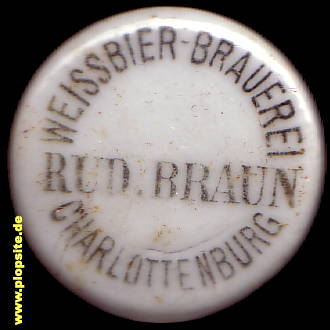 WEISSBIER-BRAUEREI
RUD. BRAUN
CHARLOTTENBURG
www.plopsite.de